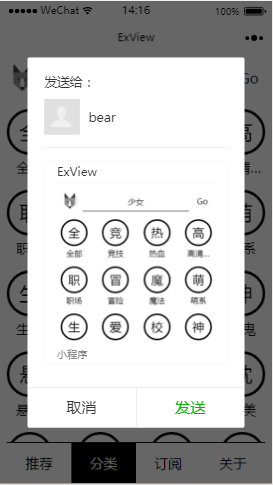 WeChat 14:16 100%
ExView
发送给：
bear
ExView
少女 Go
全 竞 热 高
全部 竞技 热血 高清...
职 冒 魔 萌
职场 冒险 魔法 萌系
生 爱 校 神
小程序
取消 发送
推荐 分类 订阅 关于